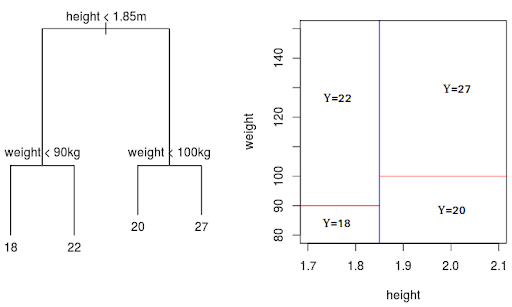 height < 1.85m
weight < 90kg
weight < 100kg
18
22
20
27
weight
140
120
100
90
80
Y=22
Y=27
Y=18
Y=20
1.7
1.8
1.9
2.0
2.1
height